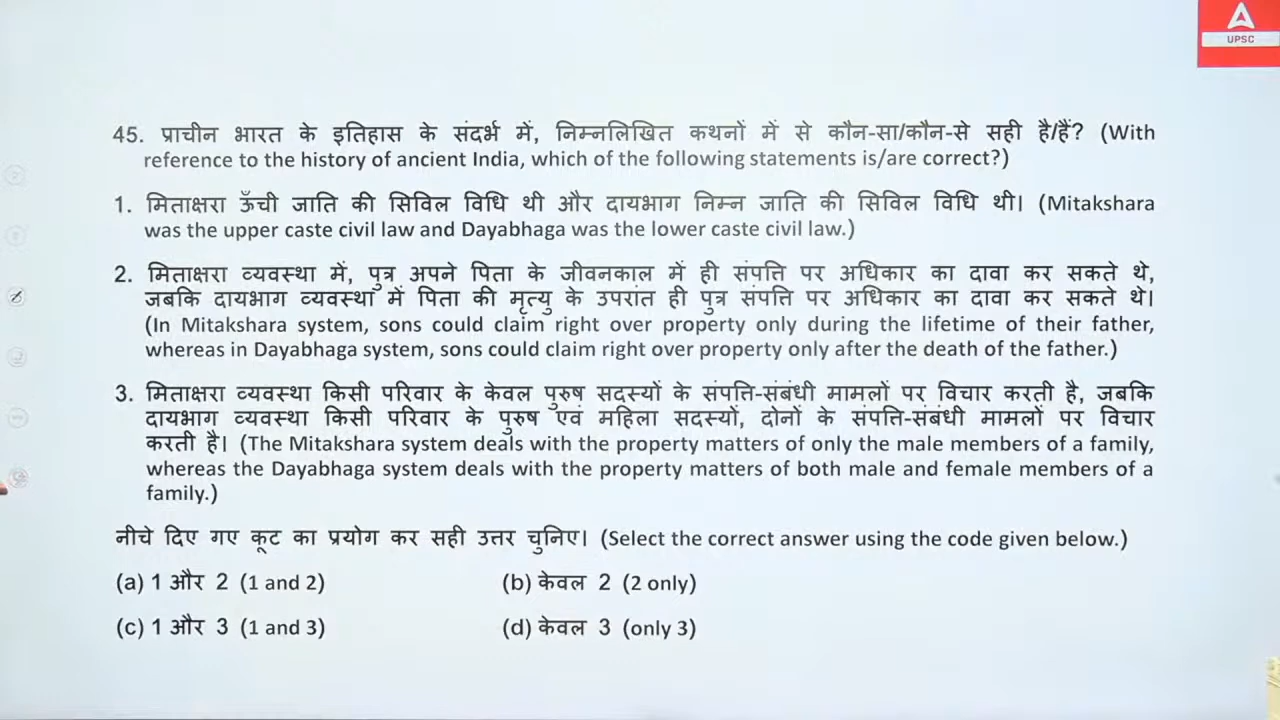 UPSC
45. प्राचीन भारत के इतिहास के संदर्भ में, निम्नलिखित कथनों में से कौन-सा/कौन-से सही है/हैं? (With
reference to the history of ancient India, which of the following statements is/are correct?)
1. मिताक्षरा ऊँची जाति की सिविल विधि थी और दायभाग निम्न जाति की सिविल विधि थी। (Mitakshara
was the upper caste civil law and Dayabhaga was the lower caste civil law.)
2. मिताक्षरा व्यवस्था में, पुत्र अपने पिता के जीवनकाल में ही संपत्ति पर अधिकार का दावा कर सकते थे,
जबकि दायभाग व्यवस्था में पिता की मृत्यु के उपरांत ही पुत्र संपत्ति पर अधिकार का दावा कर सकते थे।
(In Mitakshara system, sons could claim right over property only during the lifetime of their father,
whereas in Dayabhaga system, sons could claim right over property only after the death of the father.)
3. मिताक्षरा व्यवस्था किसी परिवार के केवल पुरुष सदस्यों के संपत्ति-संबंधी मामलों पर विचार करती है, जबकि
दायभाग व्यवस्था किसी परिवार के पुरुष एवं महिला सदस्यों, दोनों के संपत्ति-संबंधी मामलों पर विचार
करती है। (The Mitakshara system deals with the property matters of only the male members of a family,
whereas the Dayabhaga system deals with the property matters of both male and female members of a
family.)
नीचे दिए गए कूट का प्रयोग कर सही उत्तर चुनिए। (Select the correct answer using the code given below.)
(a) 1 और 2 (1 and 2) (b) केवल 2 (2 only)
(c) 1 और 3 (1 and 3) (d) केवल 3 (only 3)